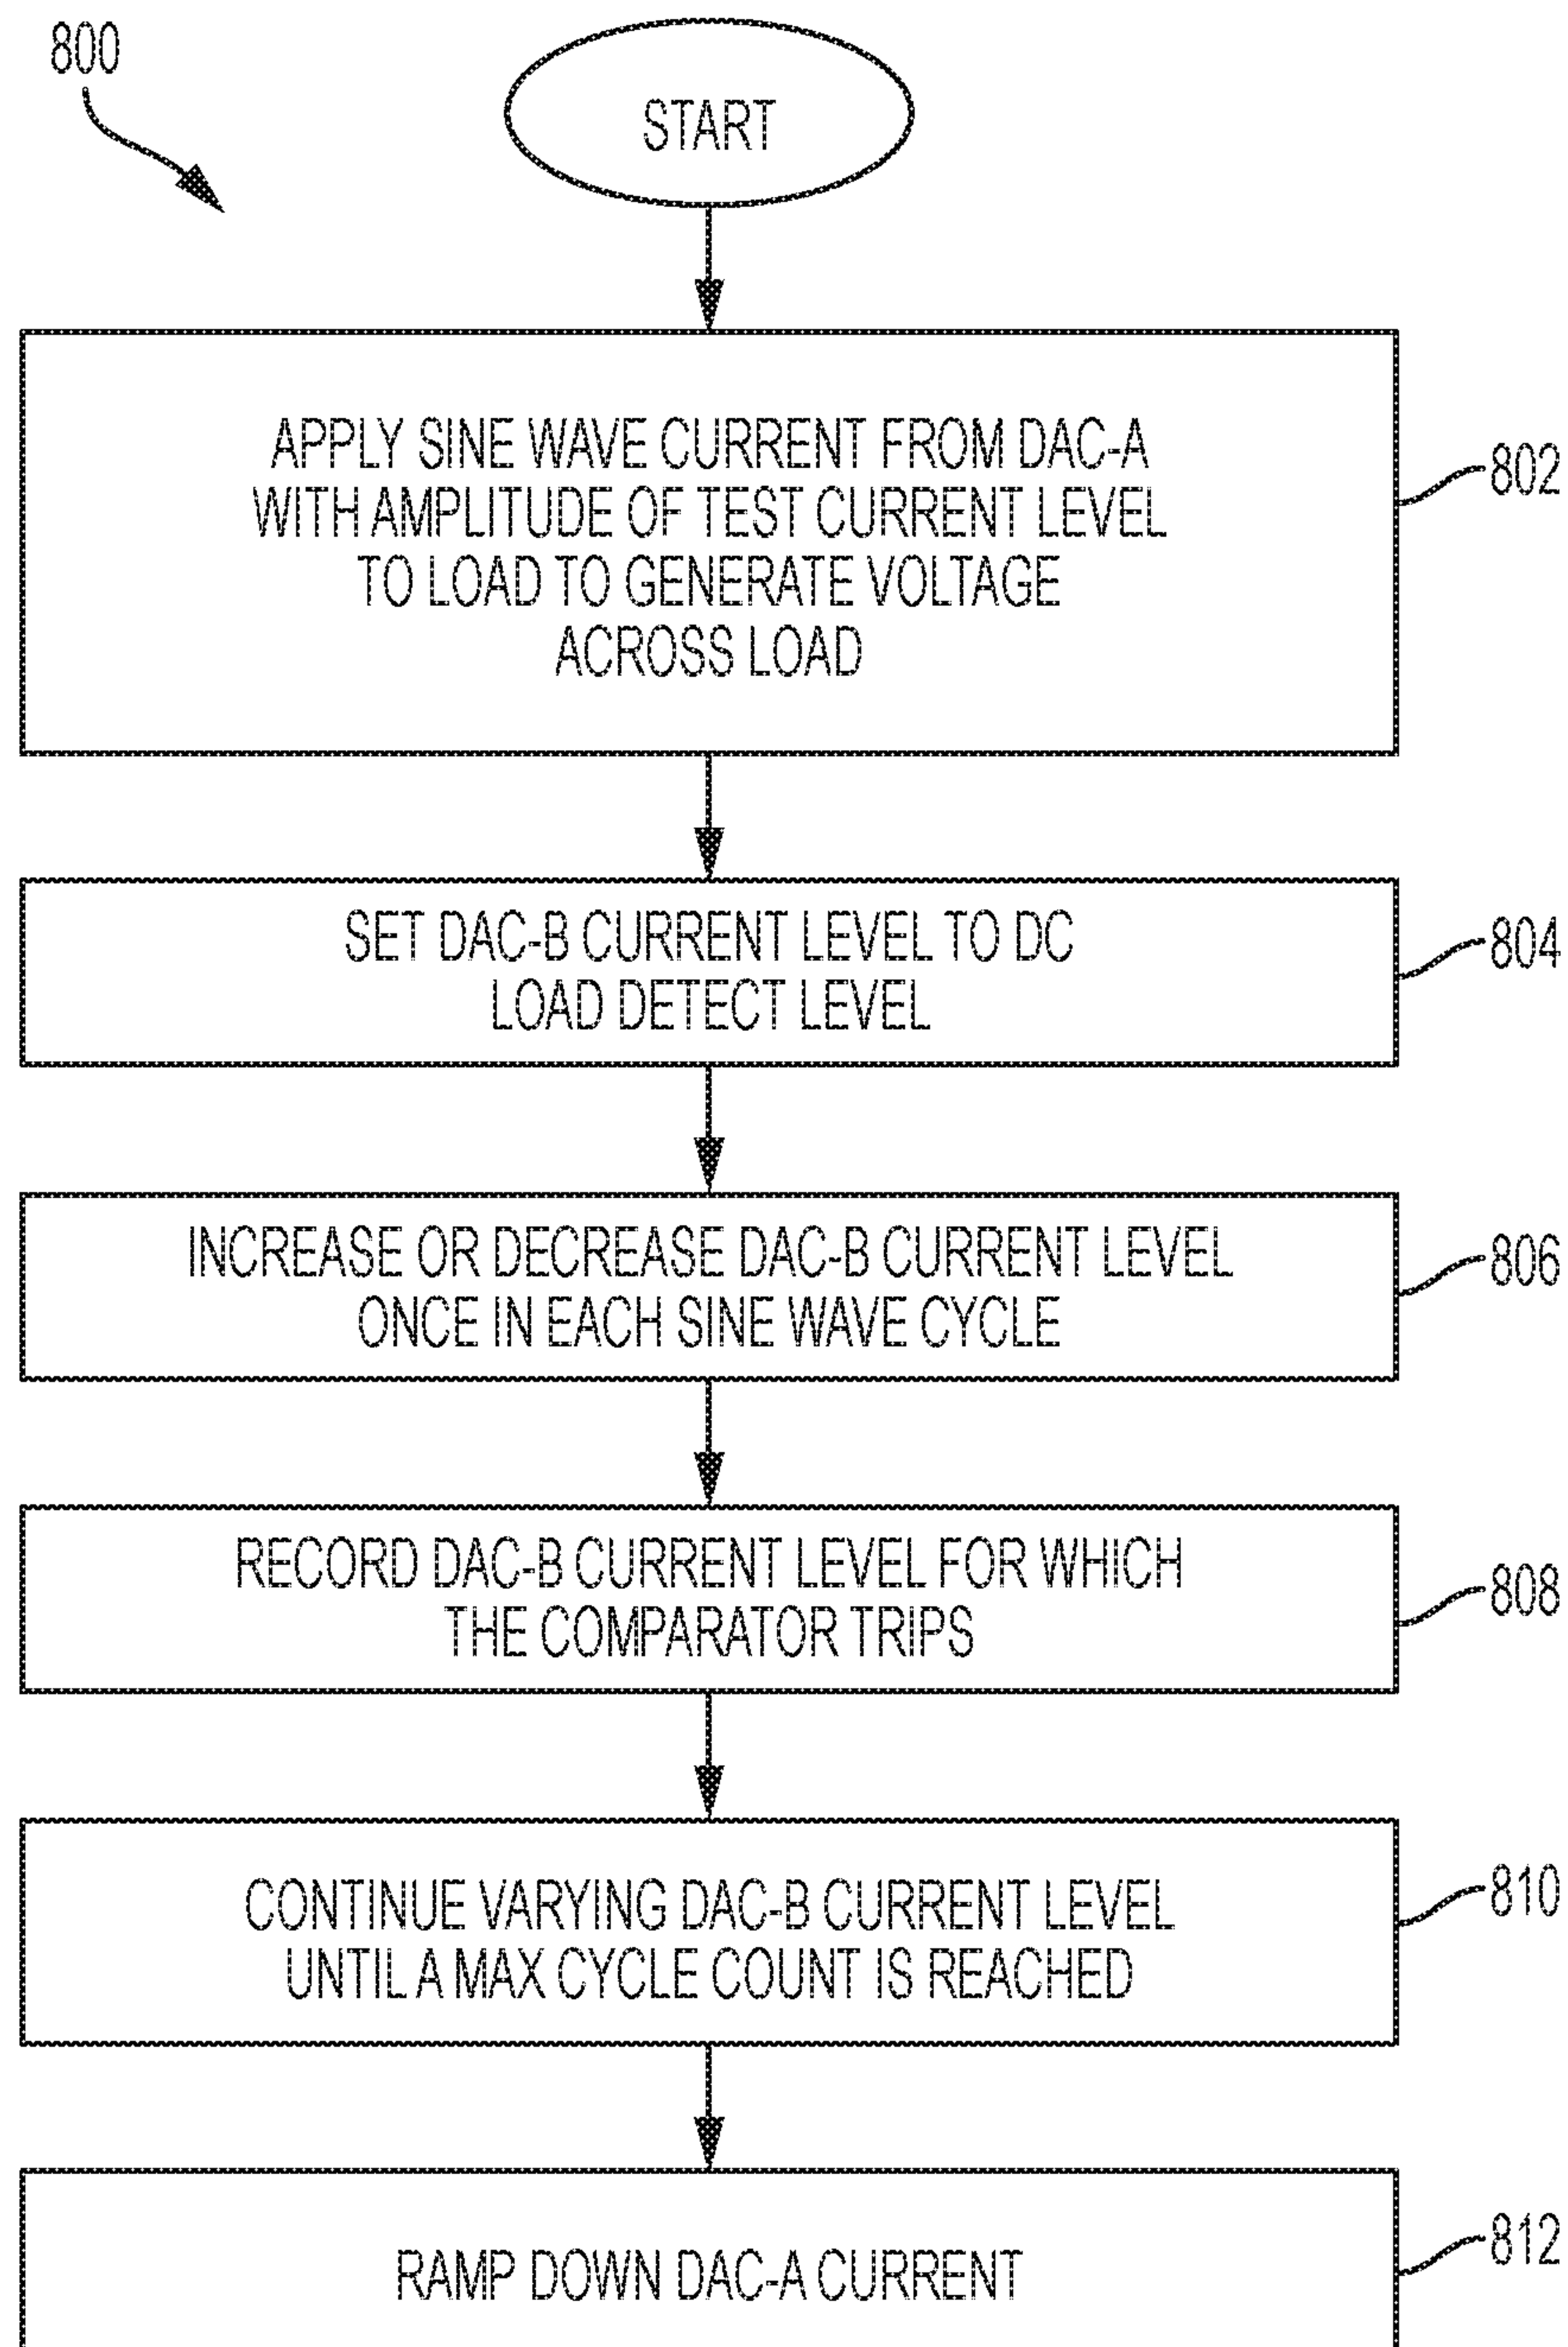 800
START
APPLY SINE WAVE CURRENT FROM DAC-A
WITH AMPLITUDE OF TEST CURRENT LEVEL
TO LOAD TO GENERATE VOLTAGE
ACROSS LOAD
802
SET DAC-B CURRENT LEVEL TO DC
LOAD DETECT LEVEL
804
INCREASE OR DECREASE DAC-B CURRENT LEVEL
ONCE IN EACH SINE WAVE CYCLE
806
RECORD DAC-B CURRENT LEVEL FOR WHICH
THE COMPARATOR TRIPS
808
CONTINUE VARYING DAC-B CURRENT LEVEL
UNTIL A MAX CYCLE COUNT IS REACHED
810
RAMP DOWN DAC-A CURRENT
812